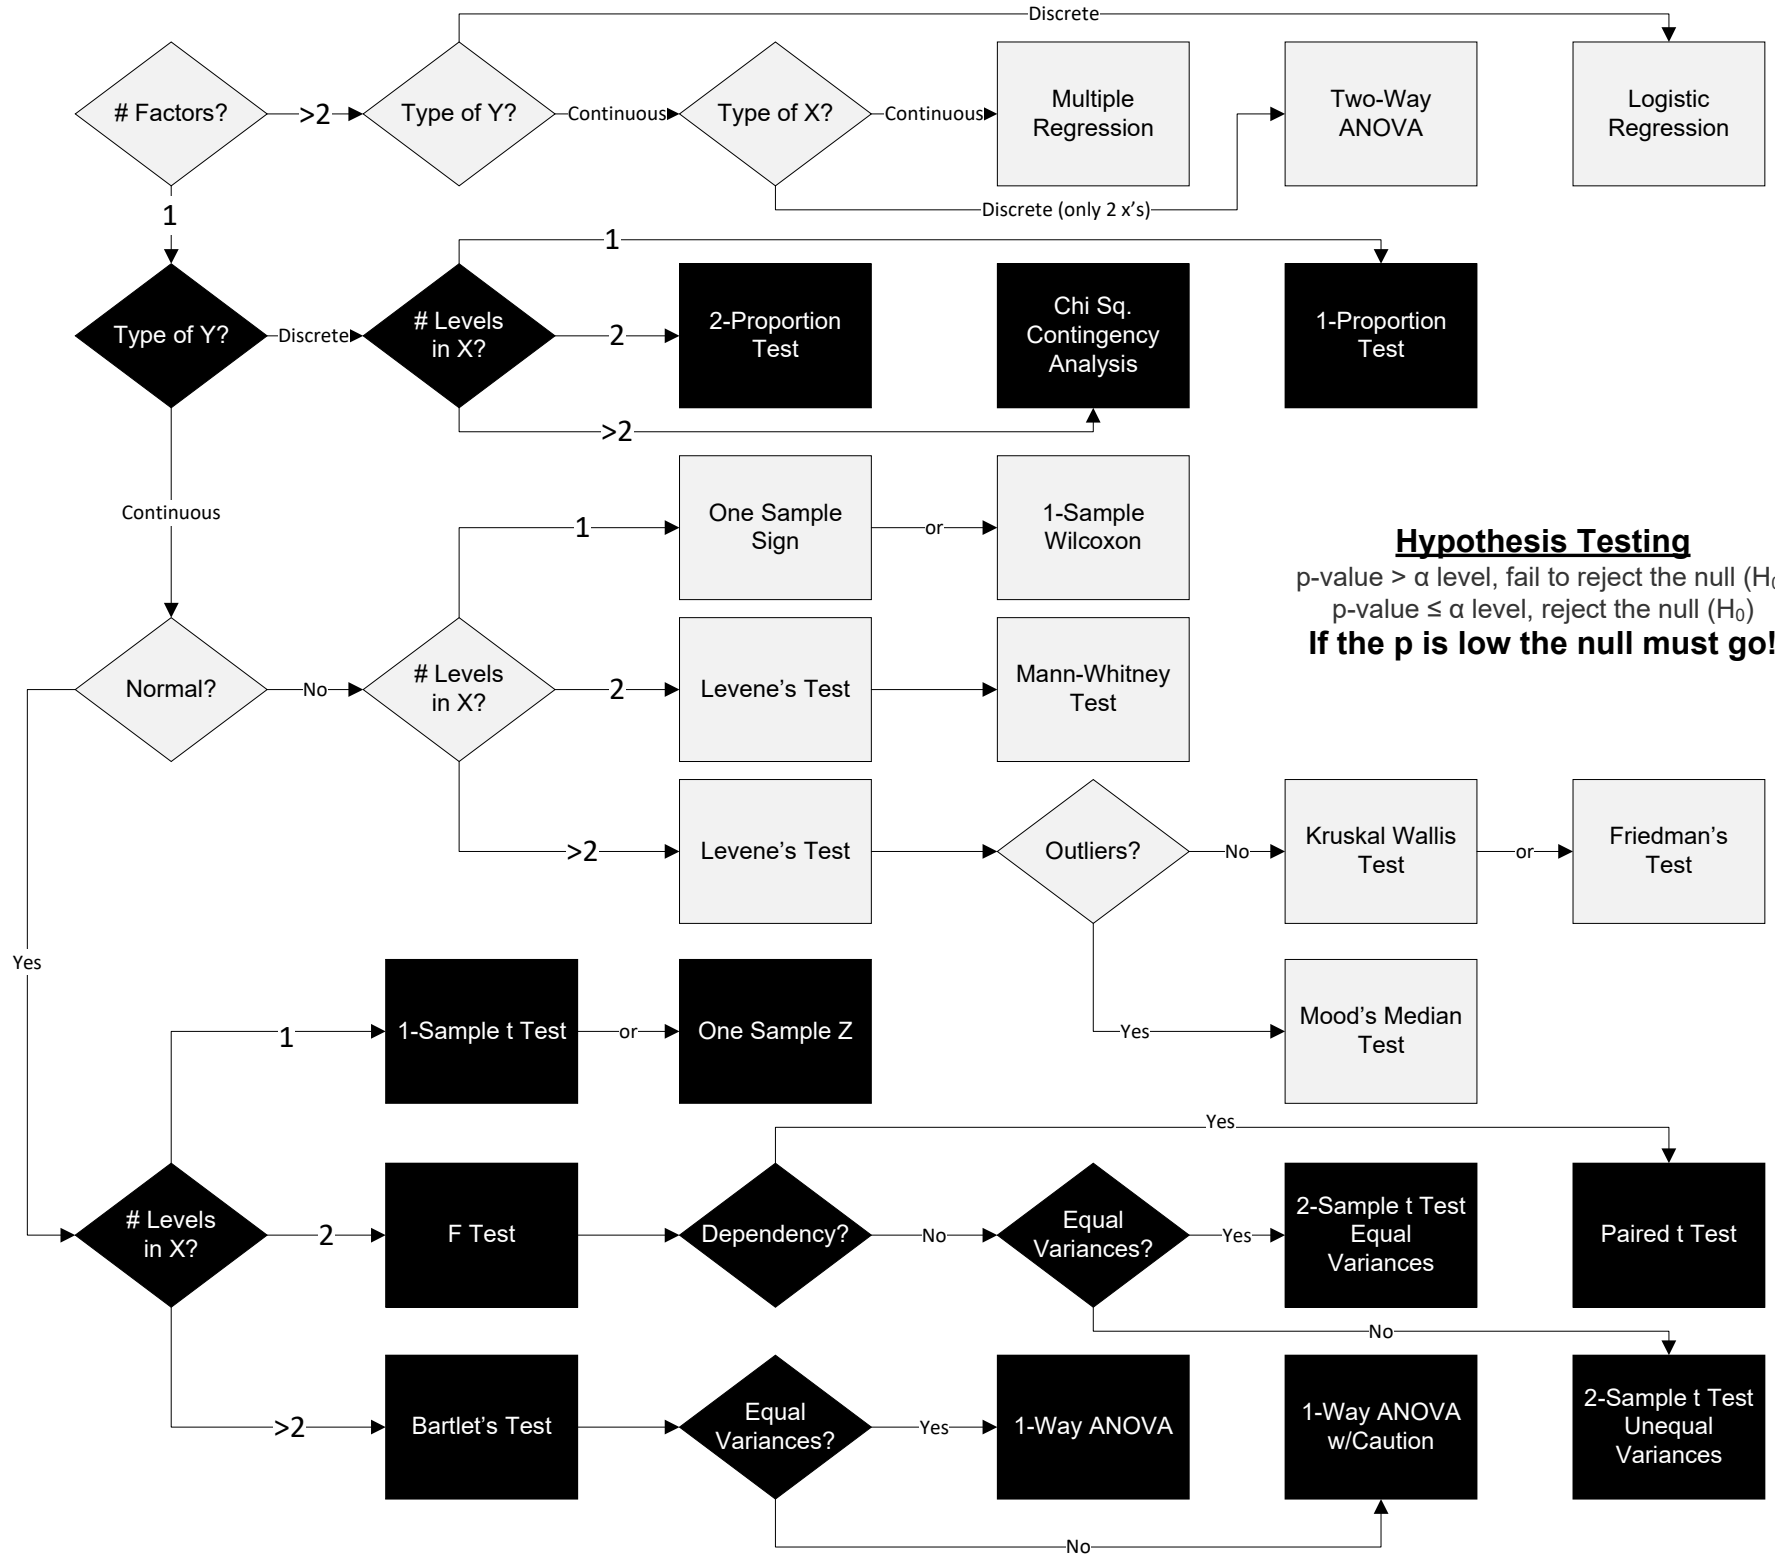 Discrete
# Factors?
>2
Type of Y?
Continuous
Type of X?
Continuous
Multiple
Regression
Two-Way
ANOVA
Logistic
Regression
Discrete (only 2 x's)
1
1
Type of Y?
Discrete
# Levels
in X?
2
2-Proportion
Test
Chi Sq.
Contingency
Analysis
1-Proportion
Test
>2
Continuous
1
One Sample
Sign
or
1-Sample
Wilcoxon
Hypothesis Testing
p-value > α level, fail to reject the null (H₀
p-value ≤ α level, reject the null (H₀)
If the p is low the null must go!
Normal?
No
# Levels
in X?
2
Levene's Test
Mann-Whitney
Test
>2
Levene's Test
Outliers?
No
Kruskal Wallis
Test
or
Friedman's
Test
Yes
1
1-Sample t Test
or
One Sample Z
Yes
Mood's Median
Test
Yes
# Levels
in X?
2
F Test
Dependency?
No
Equal
Variances?
Yes
2-Sample t Test
Equal
Variances
Paired t Test
No
>2
Bartlet's Test
Equal
Variances?
Yes
1-Way ANOVA
1-Way ANOVA
w/Caution
2-Sample t Test
Unequal
Variances
No